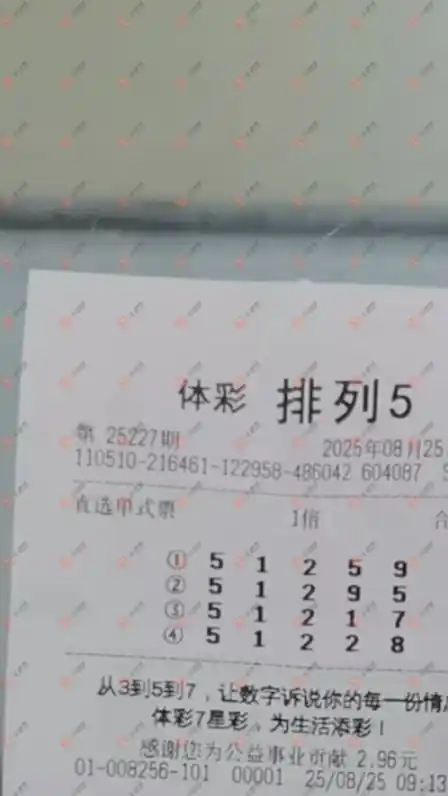 体彩 排列5
第 25227期 2025年08月25
110510-216461-122958-486042 604087
直选单式票 1倍 合
① 5 1 2 5 9
② 5 1 2 9 5
③ 5 1 2 1 7
④ 5 1 2 2 8
从3到5到7，让数字诉说你的每一份情
体彩7星彩，为生活添彩！
感谢您为公益事业贡献 2.96元
01-008256-101 00001 25/08/25 09:13